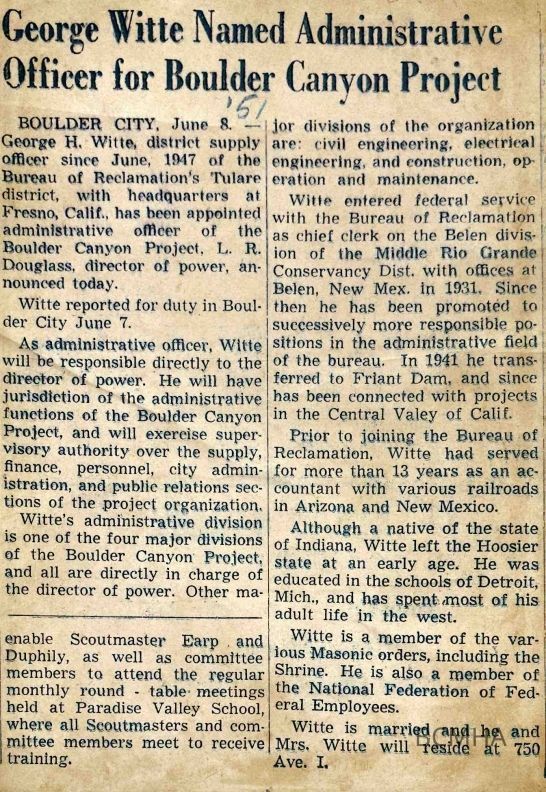 George Witte Named Administrative
Officer for Boulder Canyon Project
'51
BOULDER CITY, June 8. —
George H. Witte, district supply
officer since June, 1947 of the
Bureau of Reclamation's Tulare
district, with headquarters at
Fresno, Calif., has been appointed
administrative officer of the
Boulder Canyon Project, L. R.
Douglass, director of power, an-
nounced today.
Witte reported for duty in Boul-
der City June 7.
As administrative officer, Witte
will be responsible directly to the
director of power. He will have
jurisdiction of the administrative
functions of the Boulder Canyon
Project, and will exercise super-
visory authority over the supply,
finance, personnel, city admin-
istration, and public relations sec-
tions of the project organization.
Witte's administrative division
is one of the four major divisions
of the Boulder Canyon Project,
and all are directly in charge of
the director of power. Other ma-
jor divisions of the organization
are: civil engineering, electrical
engineering, and construction, op-
eration and maintenance.
Witte entered federal service
with the Bureau of Reclamation
as chief clerk on the Belen divis-
ion of the Middle Rio Grande
Conservancy Dist. with offices at
Belen, New Mex. in 1931. Since
then he has been promoted to
successively more responsible po-
sitions in the administrative field
of the bureau. In 1941 he trans-
ferred to Friant Dam, and since
has been connected with projects
in the Central Valey of Calif.
Prior to joining the Bureau of
Reclamation, Witte had served
for more than 13 years as an ac-
countant with various railroads
in Arizona and New Mexico.
Although a native of the state
of Indiana, Witte left the Hoosier
state at an early age. He was
educated in the schools of Detroit,
Mich., and has spent most of his
adult life in the west.
Witte is a member of the var-
ious Masonic orders, including the
Shrine. He is also a member of
the National Federation of Fed-
eral Employees.
Witte is married and he and
Mrs. Witte will reside at 750
Ave. I.
enable Scoutmaster Earp and
Duphily, as well as committee
members to attend the regular
monthly round - table meetings
held at Paradise Valley School,
where all Scoutmasters and com-
mittee members meet to receive
training.
BCMHA